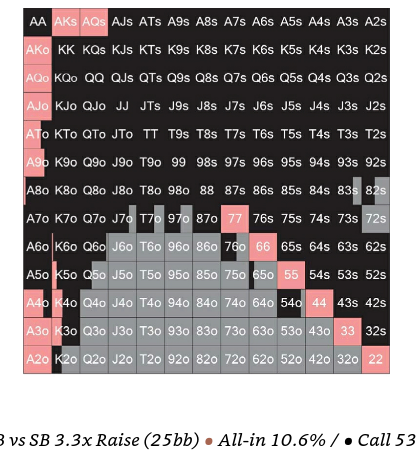 AA AKs AQs AJs ATs A9s A8s A7s A6s A5s A4s A3s A2s
AKo KK KQs KJs KTs K9s K8s K7s K6s K5s K4s K3s K2s
AQo KQo QQ QJs QTs Q9s Q8s Q7s Q6s Q5s Q4s Q3s Q2s
AJo KJo QJo JJ JTs J9s J8s J7s J6s J5s J4s J3s J2s
ATo KTo QTo JTo TT T9s T8s T7s T6s T5s T4s T3s T2s
A9o K9o Q9o J9o T9o 99 98s 97s 96s 95s 94s 93s 92s
A8o K8o Q8o J8o T8o 98o 88 87s 86s 85s 84s 83s 82s
A7o K7o Q7o J7o T7o 97o 87o 77 76s 75s 74s 73s 72s
A6o K6o Q6o J6o T6o 96o 86o 76o 66 65s 64s 63s 62s
A5o K5o Q5o J5o T5o 95o 85o 75o 65o 55 54s 53s 52s
A4o K4o Q4o J4o T4o 94o 84o 74o 64o 54o 44 43s 42s
A3o K3o Q3o J3o T3o 93o 83o 73o 63o 53o 43o 33 32s
A2o K2o Q2o J2o T2o 92o 82o 72o 62o 52o 42o 32o 22
B vs SB 3.3x Raise (25bb) • All-in 10.6% / • Call 53